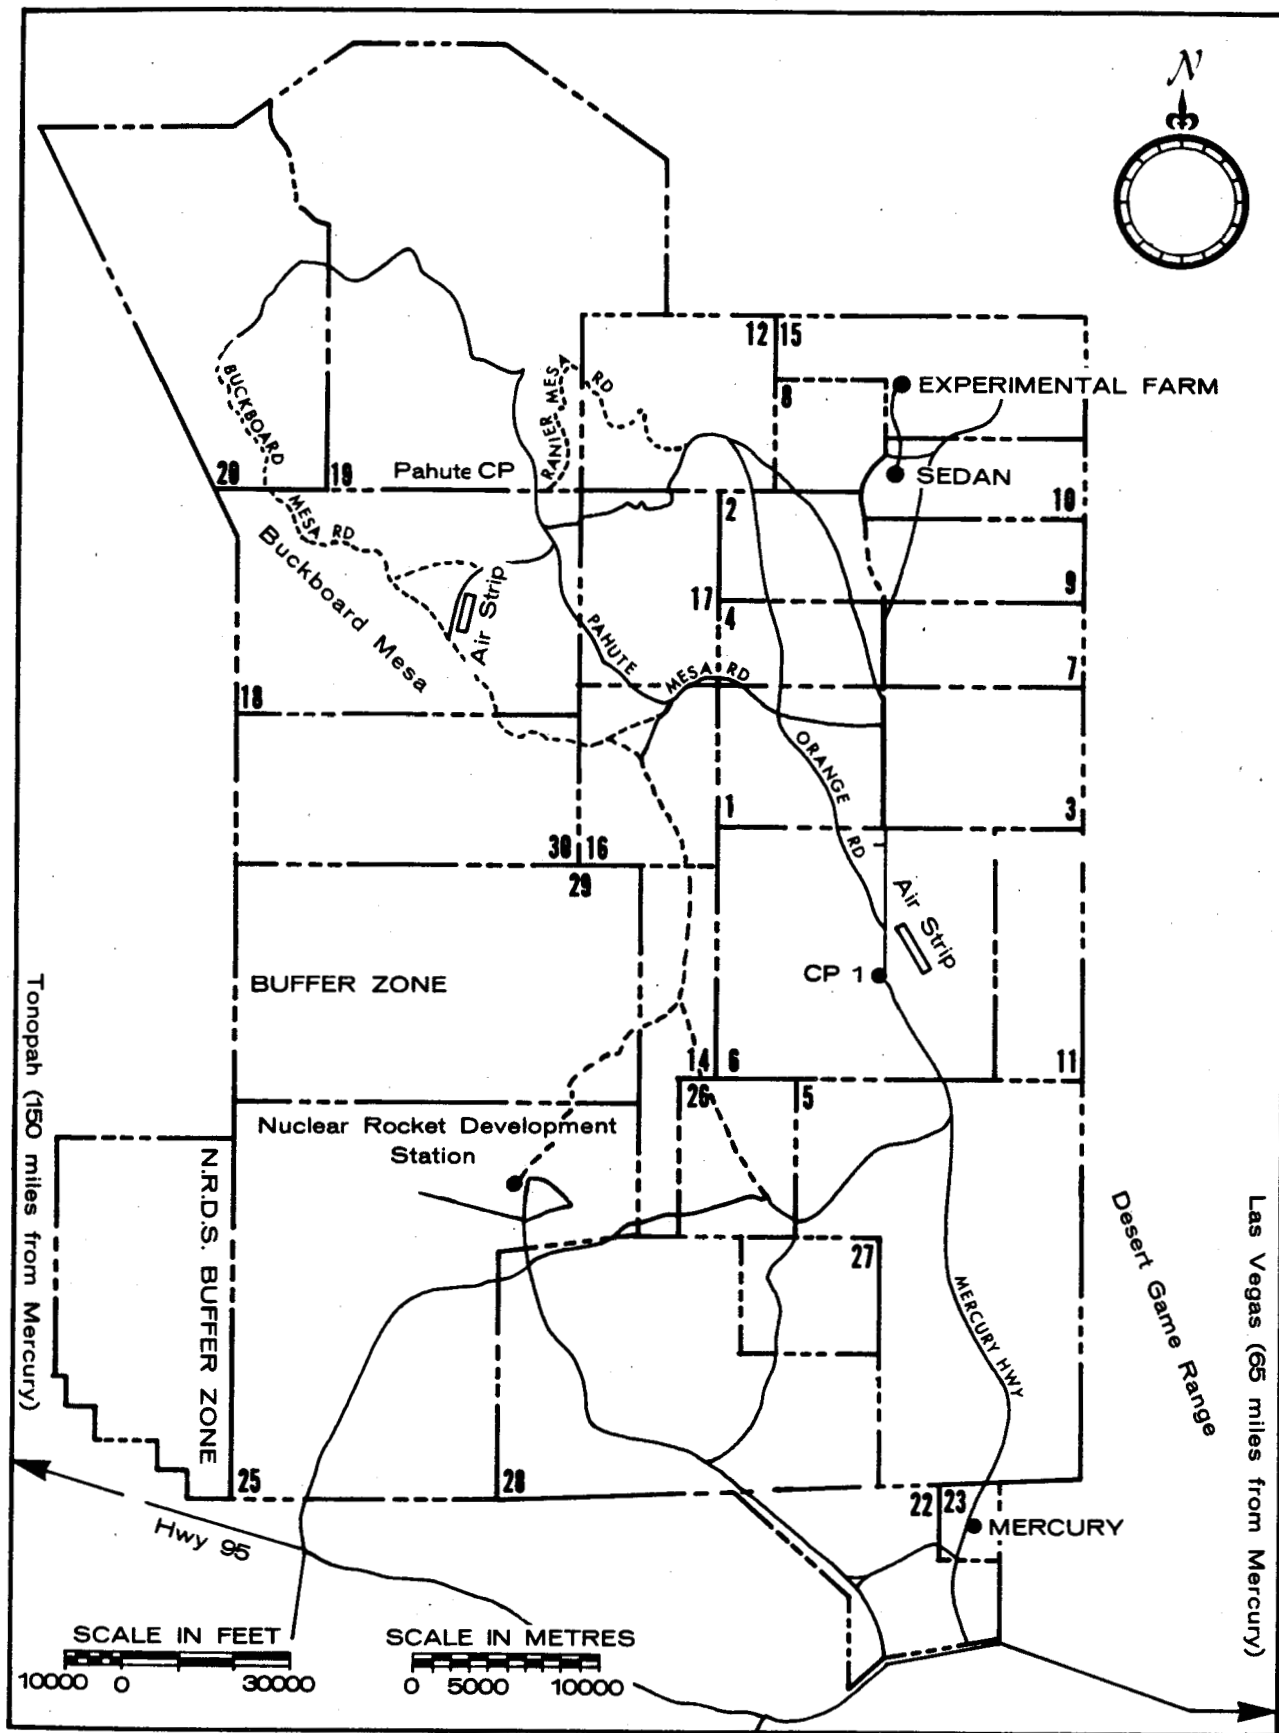 N
12 15
8
EXPERIMENTAL FARM
BUCKBOARD
RANIER MES
RD
20
19
Pahute CP
SEDAN
2
10
MESA RD
Buckboard Mesa
Air Strip
17
4
9
PAHUTE
MESA RD
7
18
ORANGE
RD
1
3
30 16
29
Air Strip
CP 1
BUFFER ZONE
14 6
11
26
5
Nuclear Rocket Development
Station
N.R.D.S. BUFFER ZONE
Tonopah (150 miles from Mercury)
Desert Game Range
Las Vegas (65 miles from Mercury)
27
MERCURY HWY
25
28
22 23
MERCURY
Hwy 95
SCALE IN FEET
10000 0 30000
SCALE IN METRES
0 5000 10000